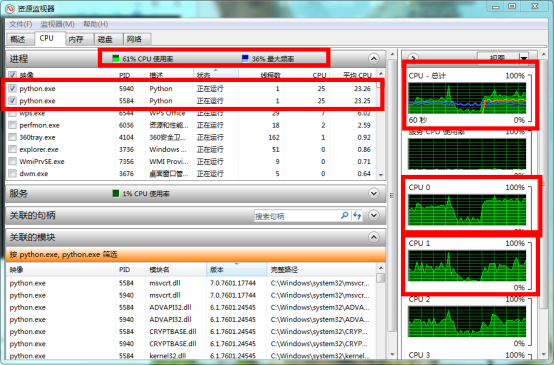 资源监视器
文件(F) 监视器(M) 帮助(H)
概述 CPU 内存 磁盘 网络
进程 61% CPU 使用率 36% 最大频率
映像 PID 描述 状态 线程数 CPU 平均 CPU
python.exe 5940 Python 正在运行 1 25 23.26
python.exe 5584 Python 正在运行 1 25 23.25
wps.exe 6544 WPS Office 正在运行 29 7 6.02
perfmon.exe 6036 资源和性能... 正在运行 18 2 2.59
360tray.exe 4104 360安全卫... 正在运行 162 1 0.92
explorer.exe 3736 Windows ... 正在运行 51 0 0.86
WmiPrvSE.exe 7356 WMI Provi... 正在运行 9 0 0.71
dwm.exe 3676 桌面窗口管... 正在运行 5 0 0.64
服务 1% CPU 使用率
关联的句柄 搜索句柄
关联的模块
按 python.exe, python.exe 筛选
映像 PID 模块名 版本 完整路径
python.exe 5584 msvcrt.dll 7.0.7601.17744 C:\Windows\system32\msvcr...
python.exe 5940 msvcrt.dll 7.0.7601.17744 C:\Windows\system32\msvcr...
python.exe 5584 ADVAPI32.dll 6.1.7601.24545 C:\Windows\system32\ADVA...
python.exe 5940 ADVAPI32.dll 6.1.7601.24545 C:\Windows\system32\ADVA...
python.exe 5584 CRYPTBASE.dll 6.1.7601.24545 C:\Windows\system32\CRYP...
python.exe 5940 CRYPTBASE.dll 6.1.7601.24545 C:\Windows\system32\CRYP...
python.exe 5584 kernel32.dll 6.1.7601.24545 C:\Windows\system32\kernel...
视图
CPU - 总计 100%
60 秒 0%
服务 CPU 使用率 100%
0%
CPU 0 100%
0%
CPU 1 100%
0%
CPU 2 100%
0%
CPU 3 100%